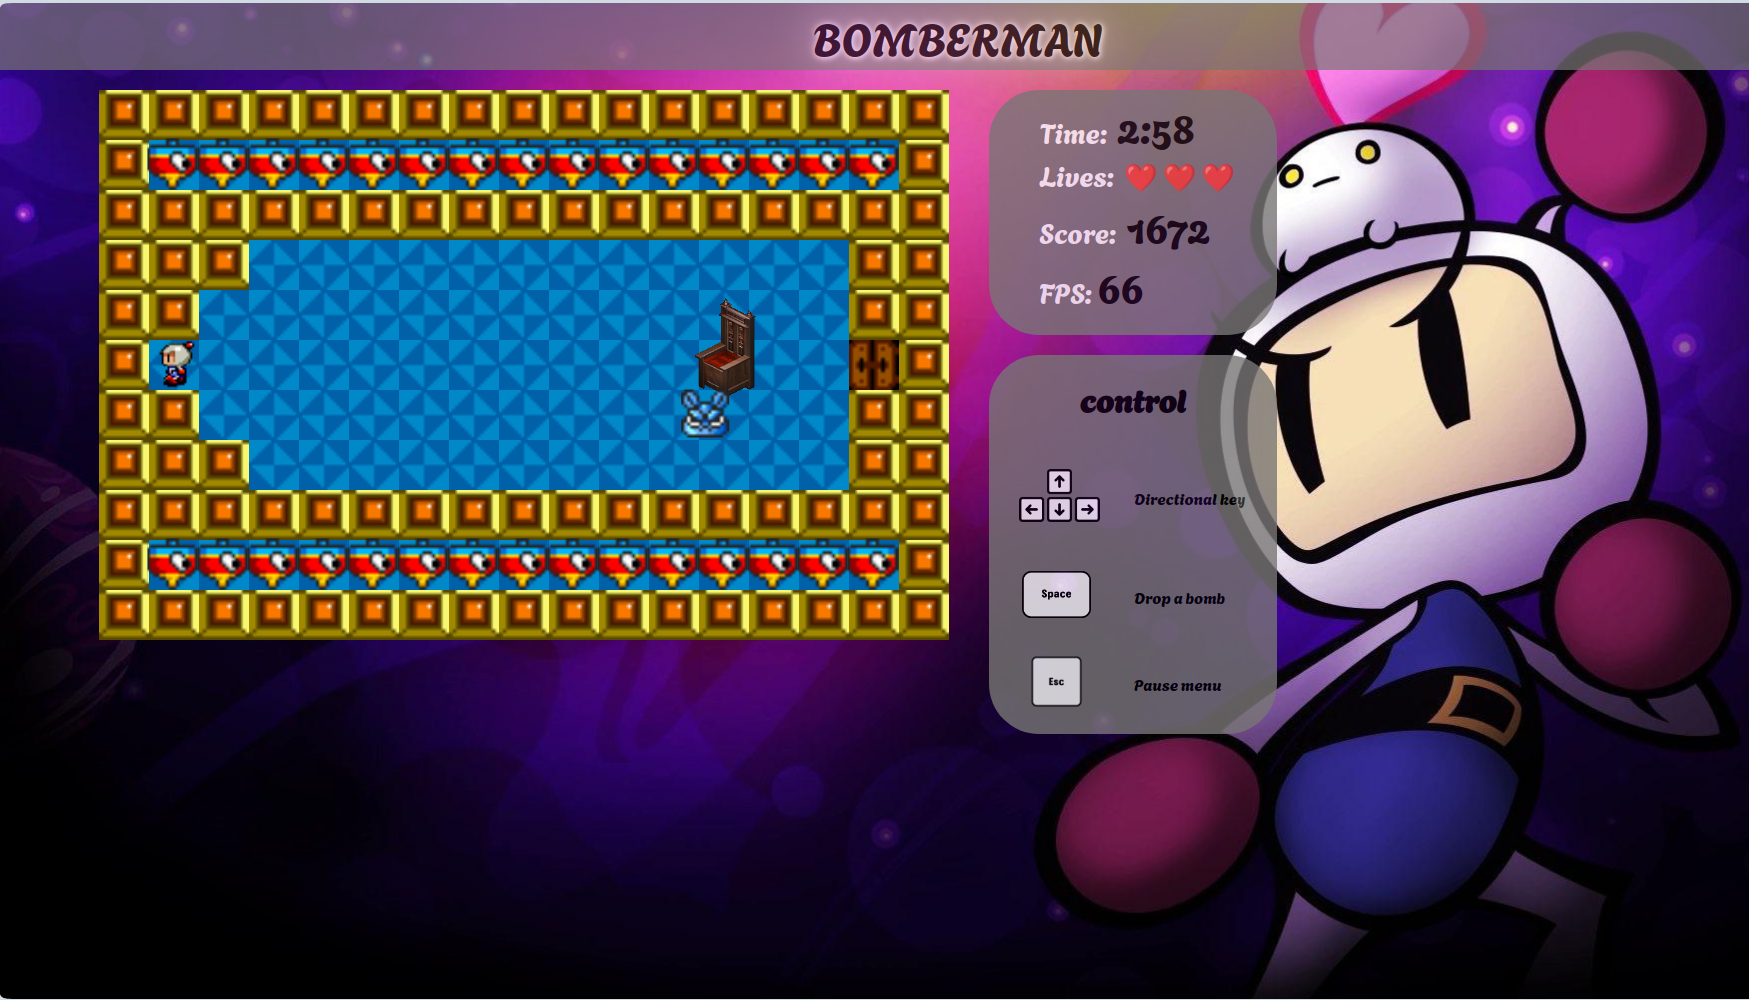 BOMBERMAN
Time: 2:58
Lives:
Score: 1672
FPS: 66
control
Directional key
Space
Drop a bomb
Esc
Pause menu